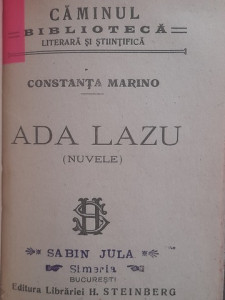 CĂMINUL
BIBLIOTECĂ
LITERARĂ ȘI ȘTIINȚIFICĂ
CONSTANȚA MARINO
ADA LAZU
(NUVELE)
SABIN JULA
Simeria
BUCUREȘTI
Editura Librăriei H. STEINBERG